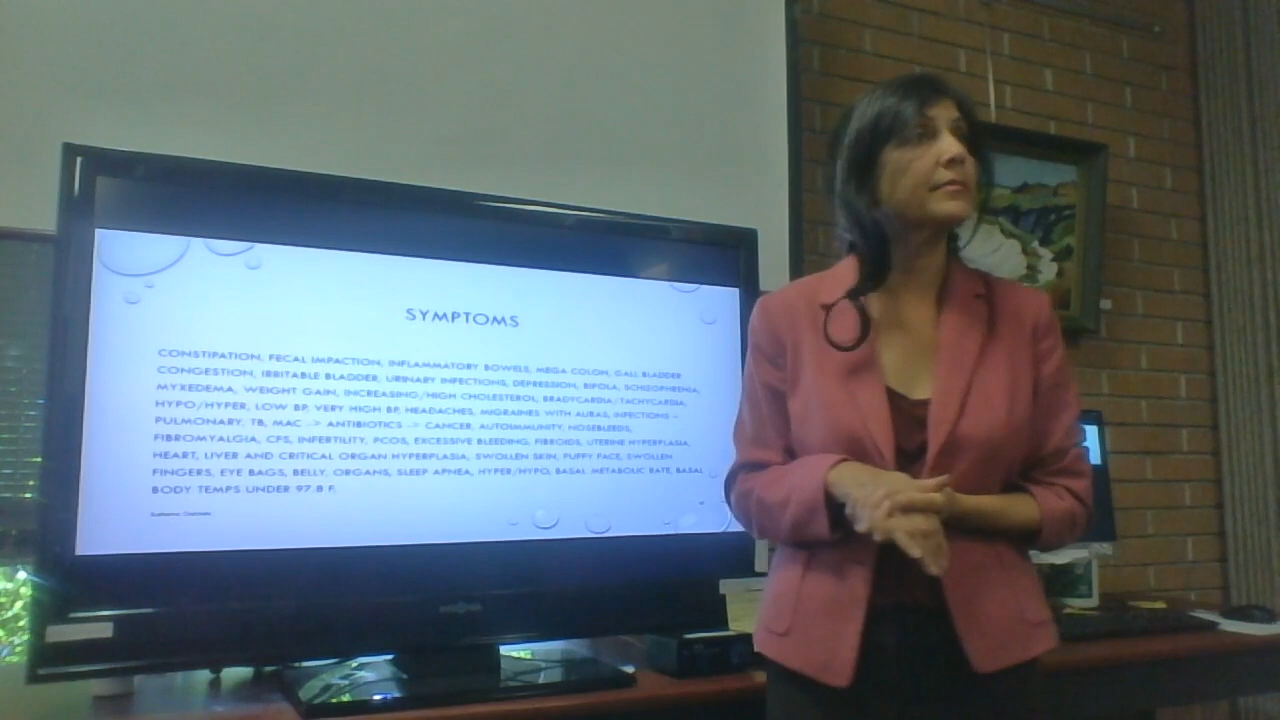 SYMPTOMS
CONSTIPATION, FECAL IMPACTION, INFLAMMATORY BOWELS, MEGA COLON, GALL BLADDER
CONGESTION, IRRITABLE BLADDER, URINARY INFECTIONS, DEPRESSION, BIPOLA, SCHIZOPHRENIA,
MYXEDEMA, WEIGHT GAIN, INCREASING/HIGH CHOLESTEROL, BRADYCARDIA/TACHYCARDIA,
HYPO/HYPER, LOW BP, VERY HIGH BP, HEADACHES, MIGRAINES WITH AURAS, INFECTIONS –
PULMONARY, TB, MAC -> ANTIBIOTICS -> CANCER, AUTOIMMUNITY, NOSEBLEEDS,
FIBROMYALGIA, CFS, INFERTILITY, PCOS, EXCESSIVE BLEEDING, FIBROIDS, UTERINE HYPERPLASIA,
HEART, LIVER AND CRITICAL ORGAN HYPERPLASIA, SWOLLEN SKIN, PUFFY FACE, SWOLLEN
FINGERS, EYE BAGS, BELLY, ORGANS, SLEEP APNEA, HYPER/HYPO, BASAL METABOLIC RATE, BASAL
BODY TEMPS UNDER 97.8 F.